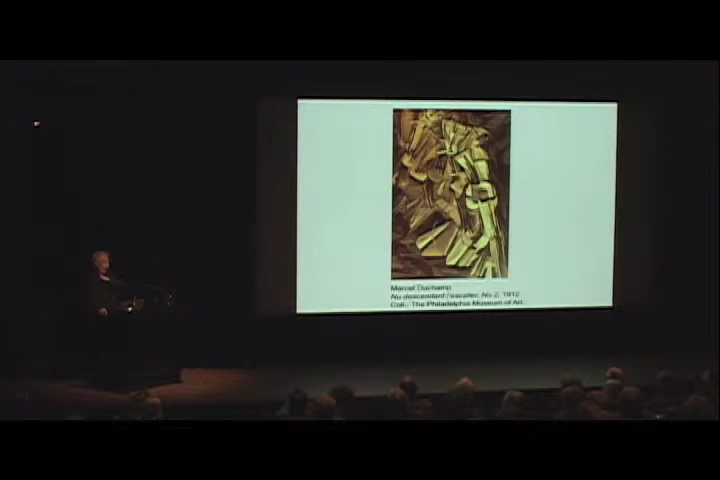 Marcel Duchamp
Nu descendant l'escalier, No 2, 1912
Coll.: The Philadelphia Museum of Art.